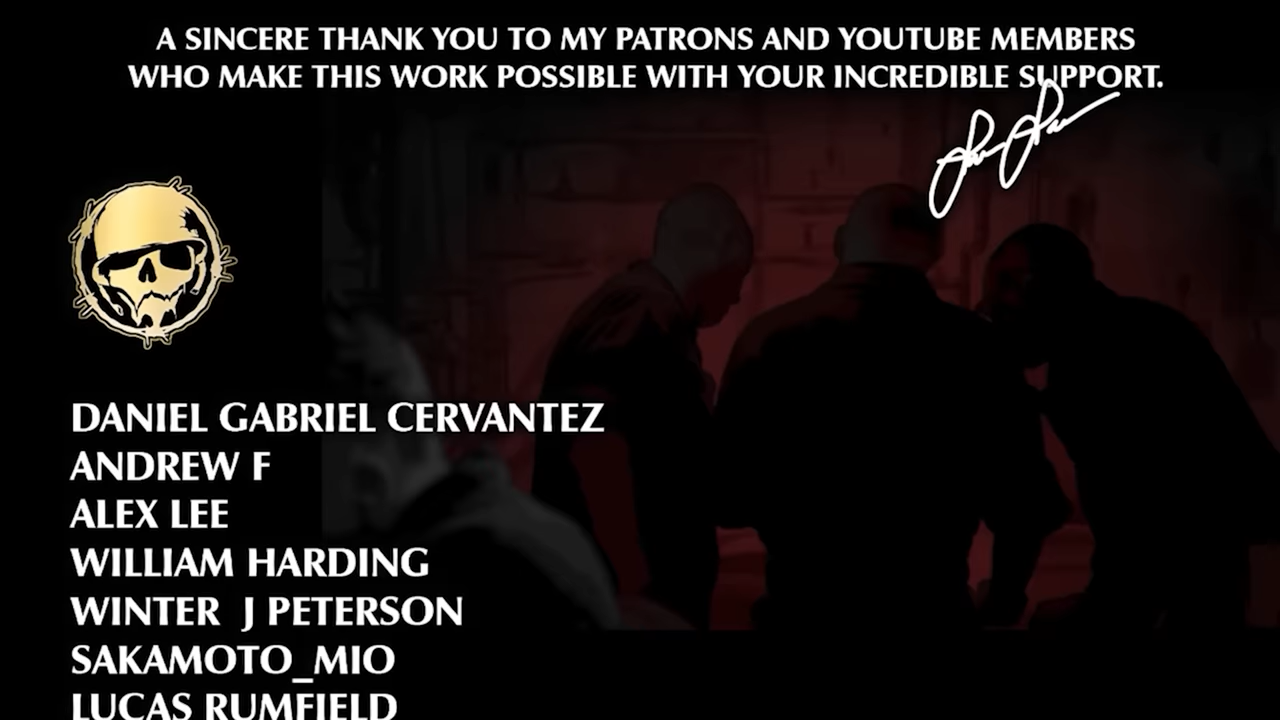 A SINCERE THANK YOU TO MY PATRONS AND YOUTUBE MEMBERS
WHO MAKE THIS WORK POSSIBLE WITH YOUR INCREDIBLE SUPPORT.
DANIEL GABRIEL CERVANTEZ
ANDREW F
ALEX LEE
WILLIAM HARDING
WINTER  J PETERSON
SAKAMOTO_MIO
LUCAS RUMFIELD